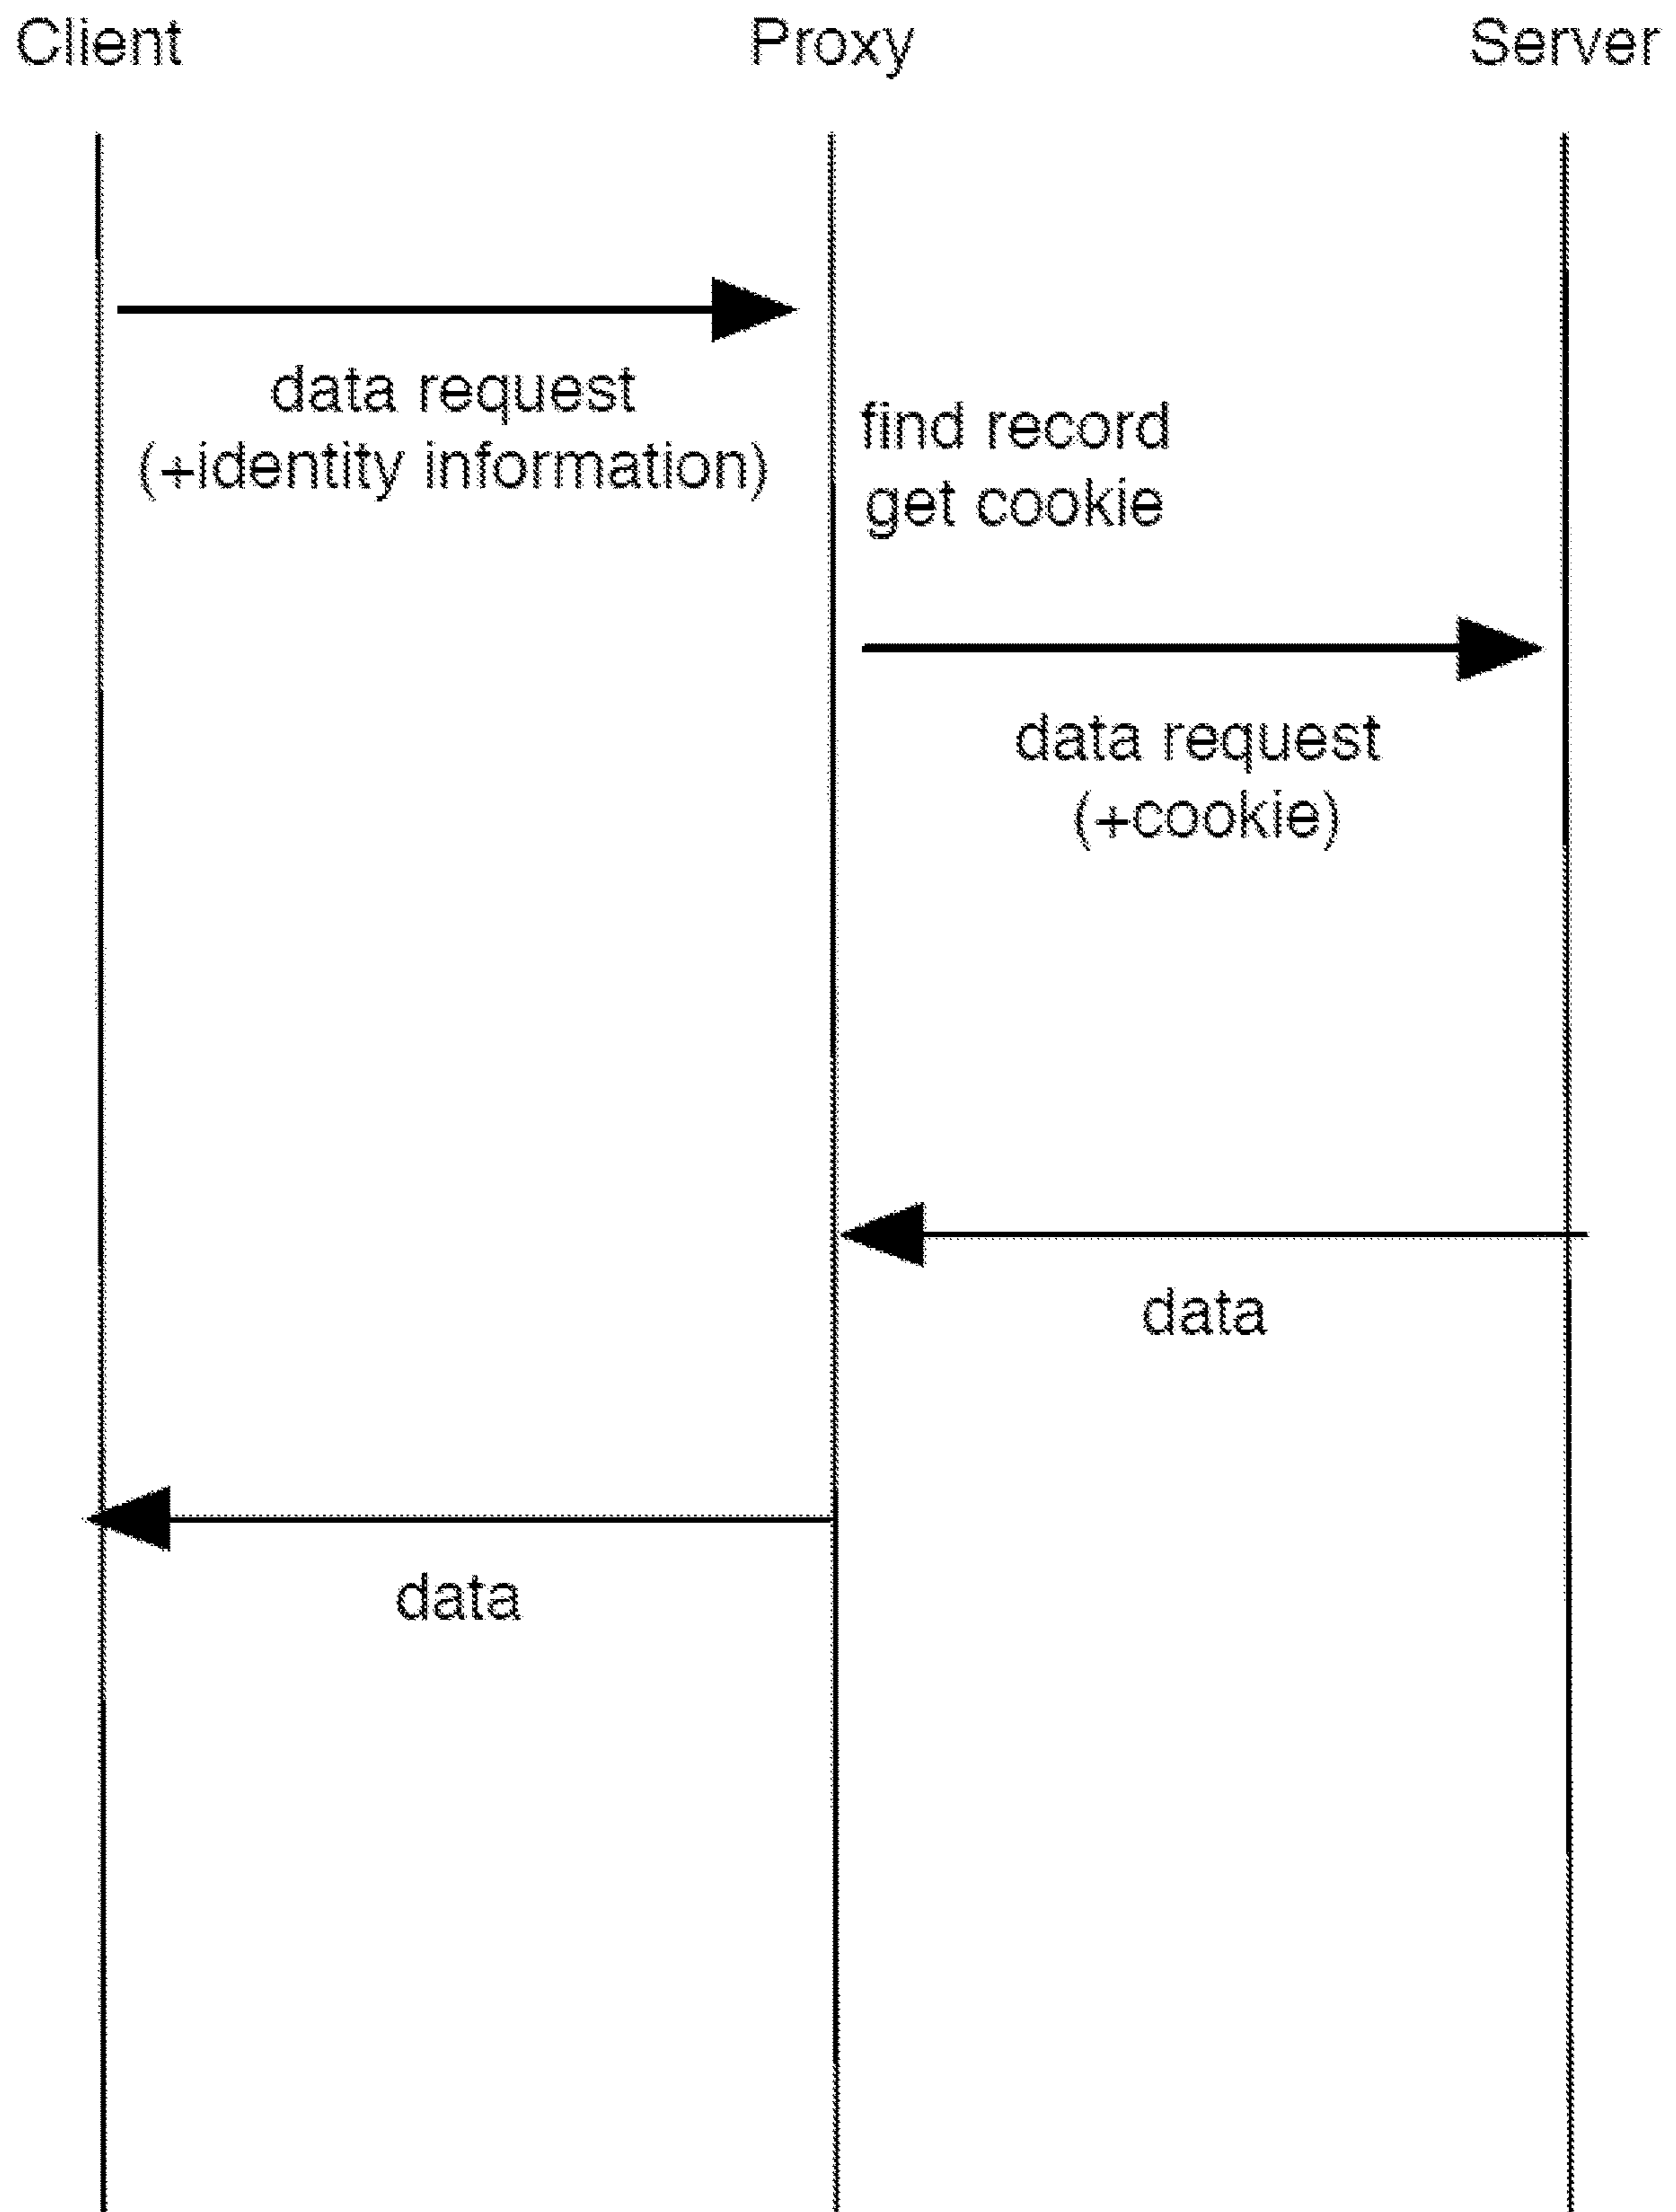 Client
Proxy
Server
data request
(+identity information)
find record
get cookie
data request
(+cookie)
data
data